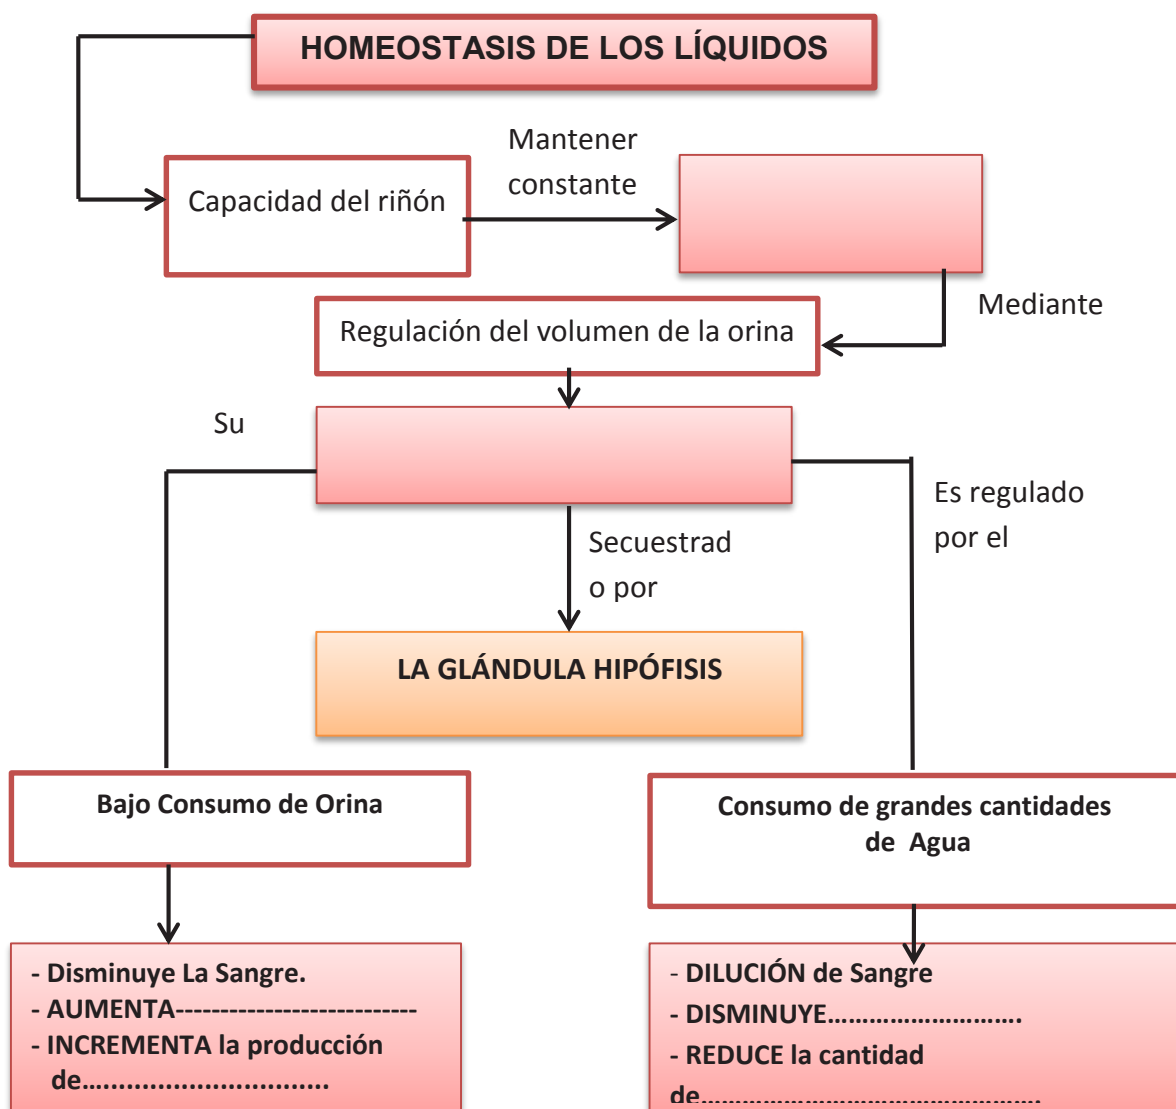 HOMEOSTASIS DE LOS LÍQUIDOS
Mantener
constante
Capacidad del riñón
Mediante
Regulación del volumen de la orina
Su
Es regulado
por el
Secuestrad
o por
LA GLÁNDULA HIPÓFISIS
Bajo Consumo de Orina
Consumo de grandes cantidades
de Agua
- Disminuye La Sangre.
- AUMENTA---------------------------
- INCREMENTA la producción
de….................................
- DILUCIÓN de Sangre
- DISMINUYE……………………….
- REDUCE la cantidad
de………………………………………….